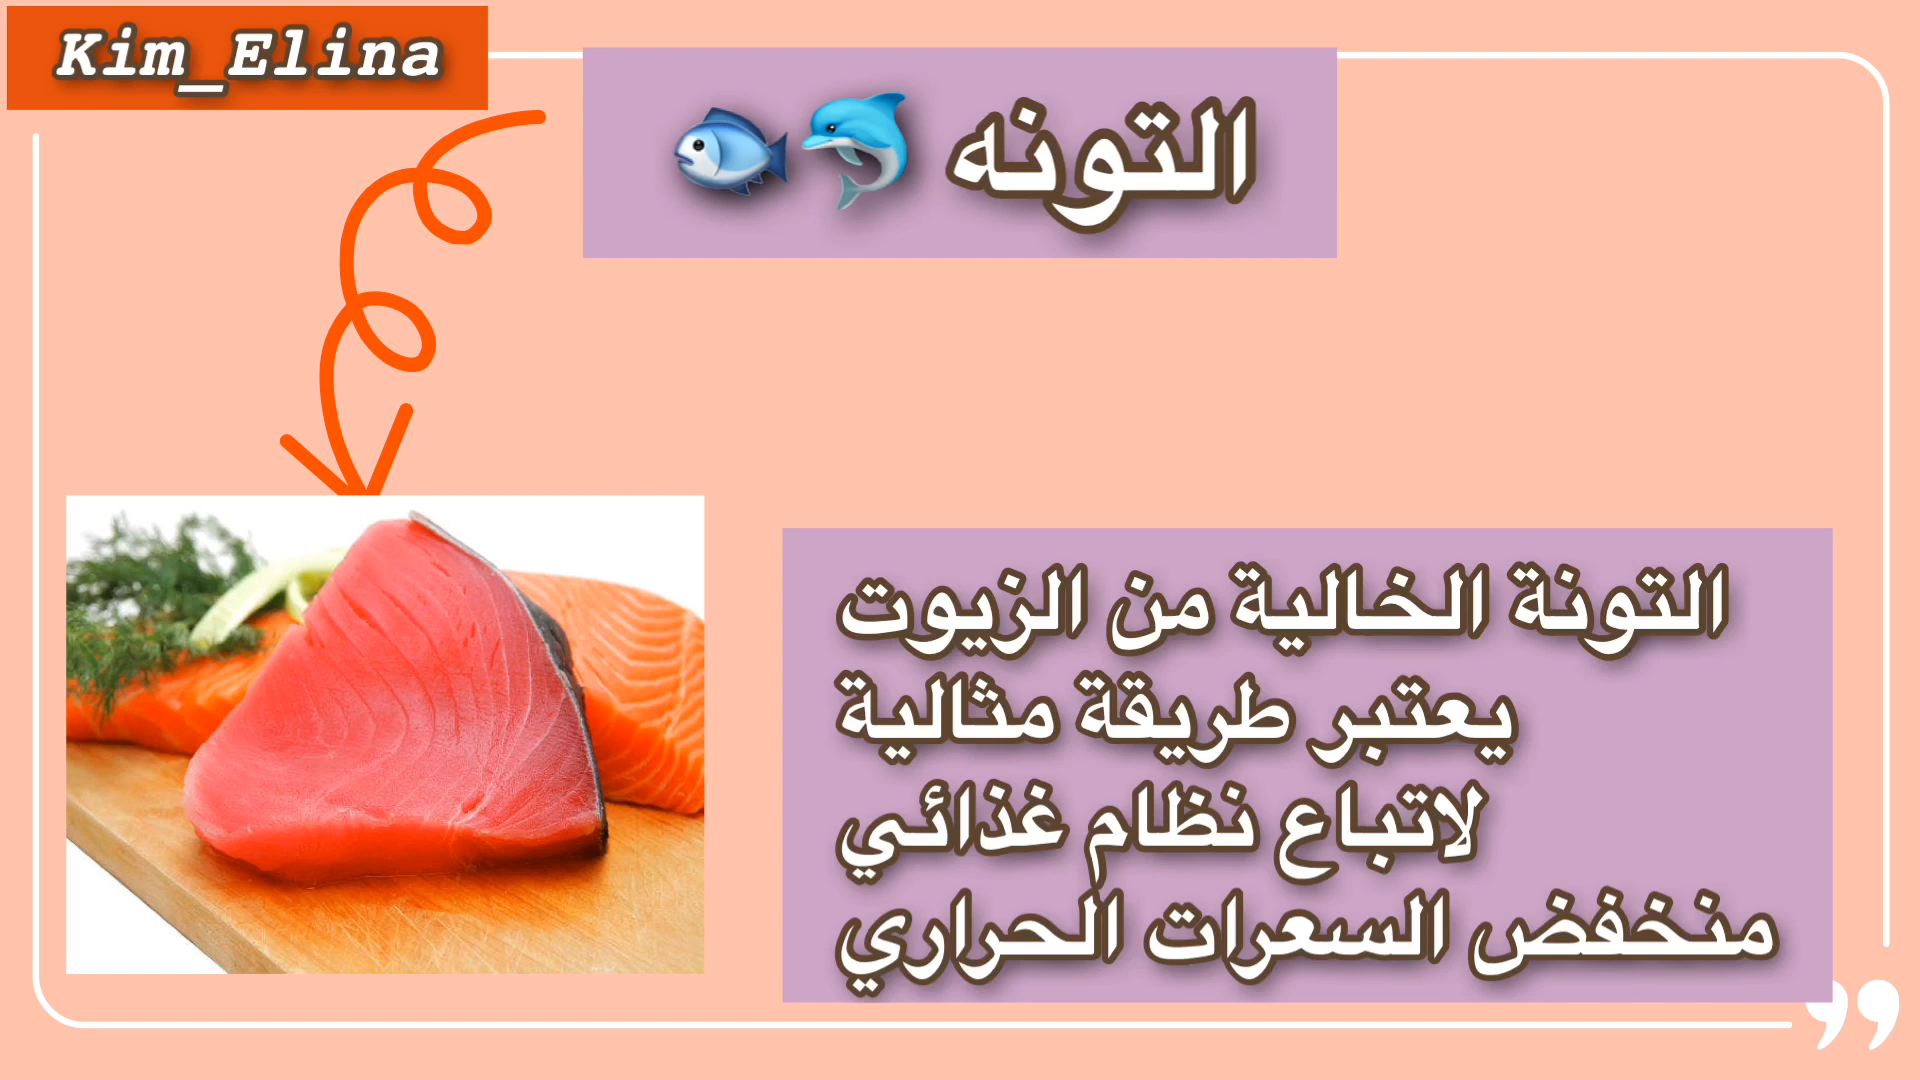 Kim_Elina
التونه 🐬🐟
التونة الخالية من الزيوت
يعتبر طريقة مثالية
لاتباع نظام غذائي
منخفض السعرات الحراري